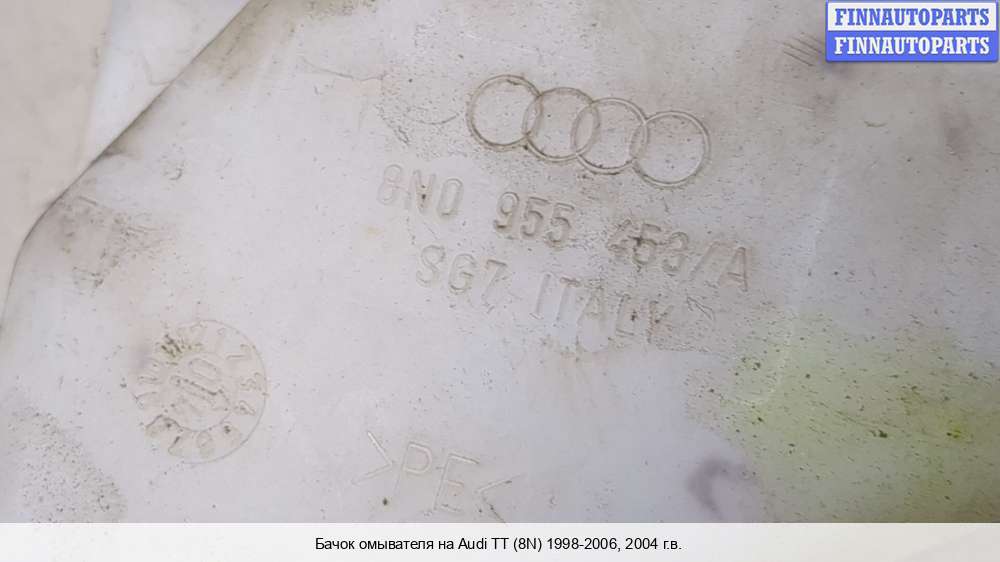 FINNAUTOPARTS
FINNAUTOPARTS
8N0 955 453/A
SGT. ITALY
>PE<
Бачок омывателя на Audi TT (8N) 1998-2006, 2004 г.в.